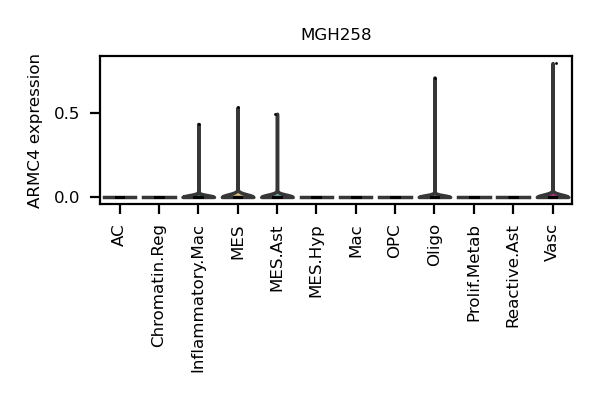 MGH258
ARMC4 expression
0.5
0.0
AC
Chromatin.Reg
Inflammatory.Mac
MES
MES.Ast
MES.Hyp
Mac
OPC
Oligo
Prolif.Metab
Reactive.Ast
Vasc